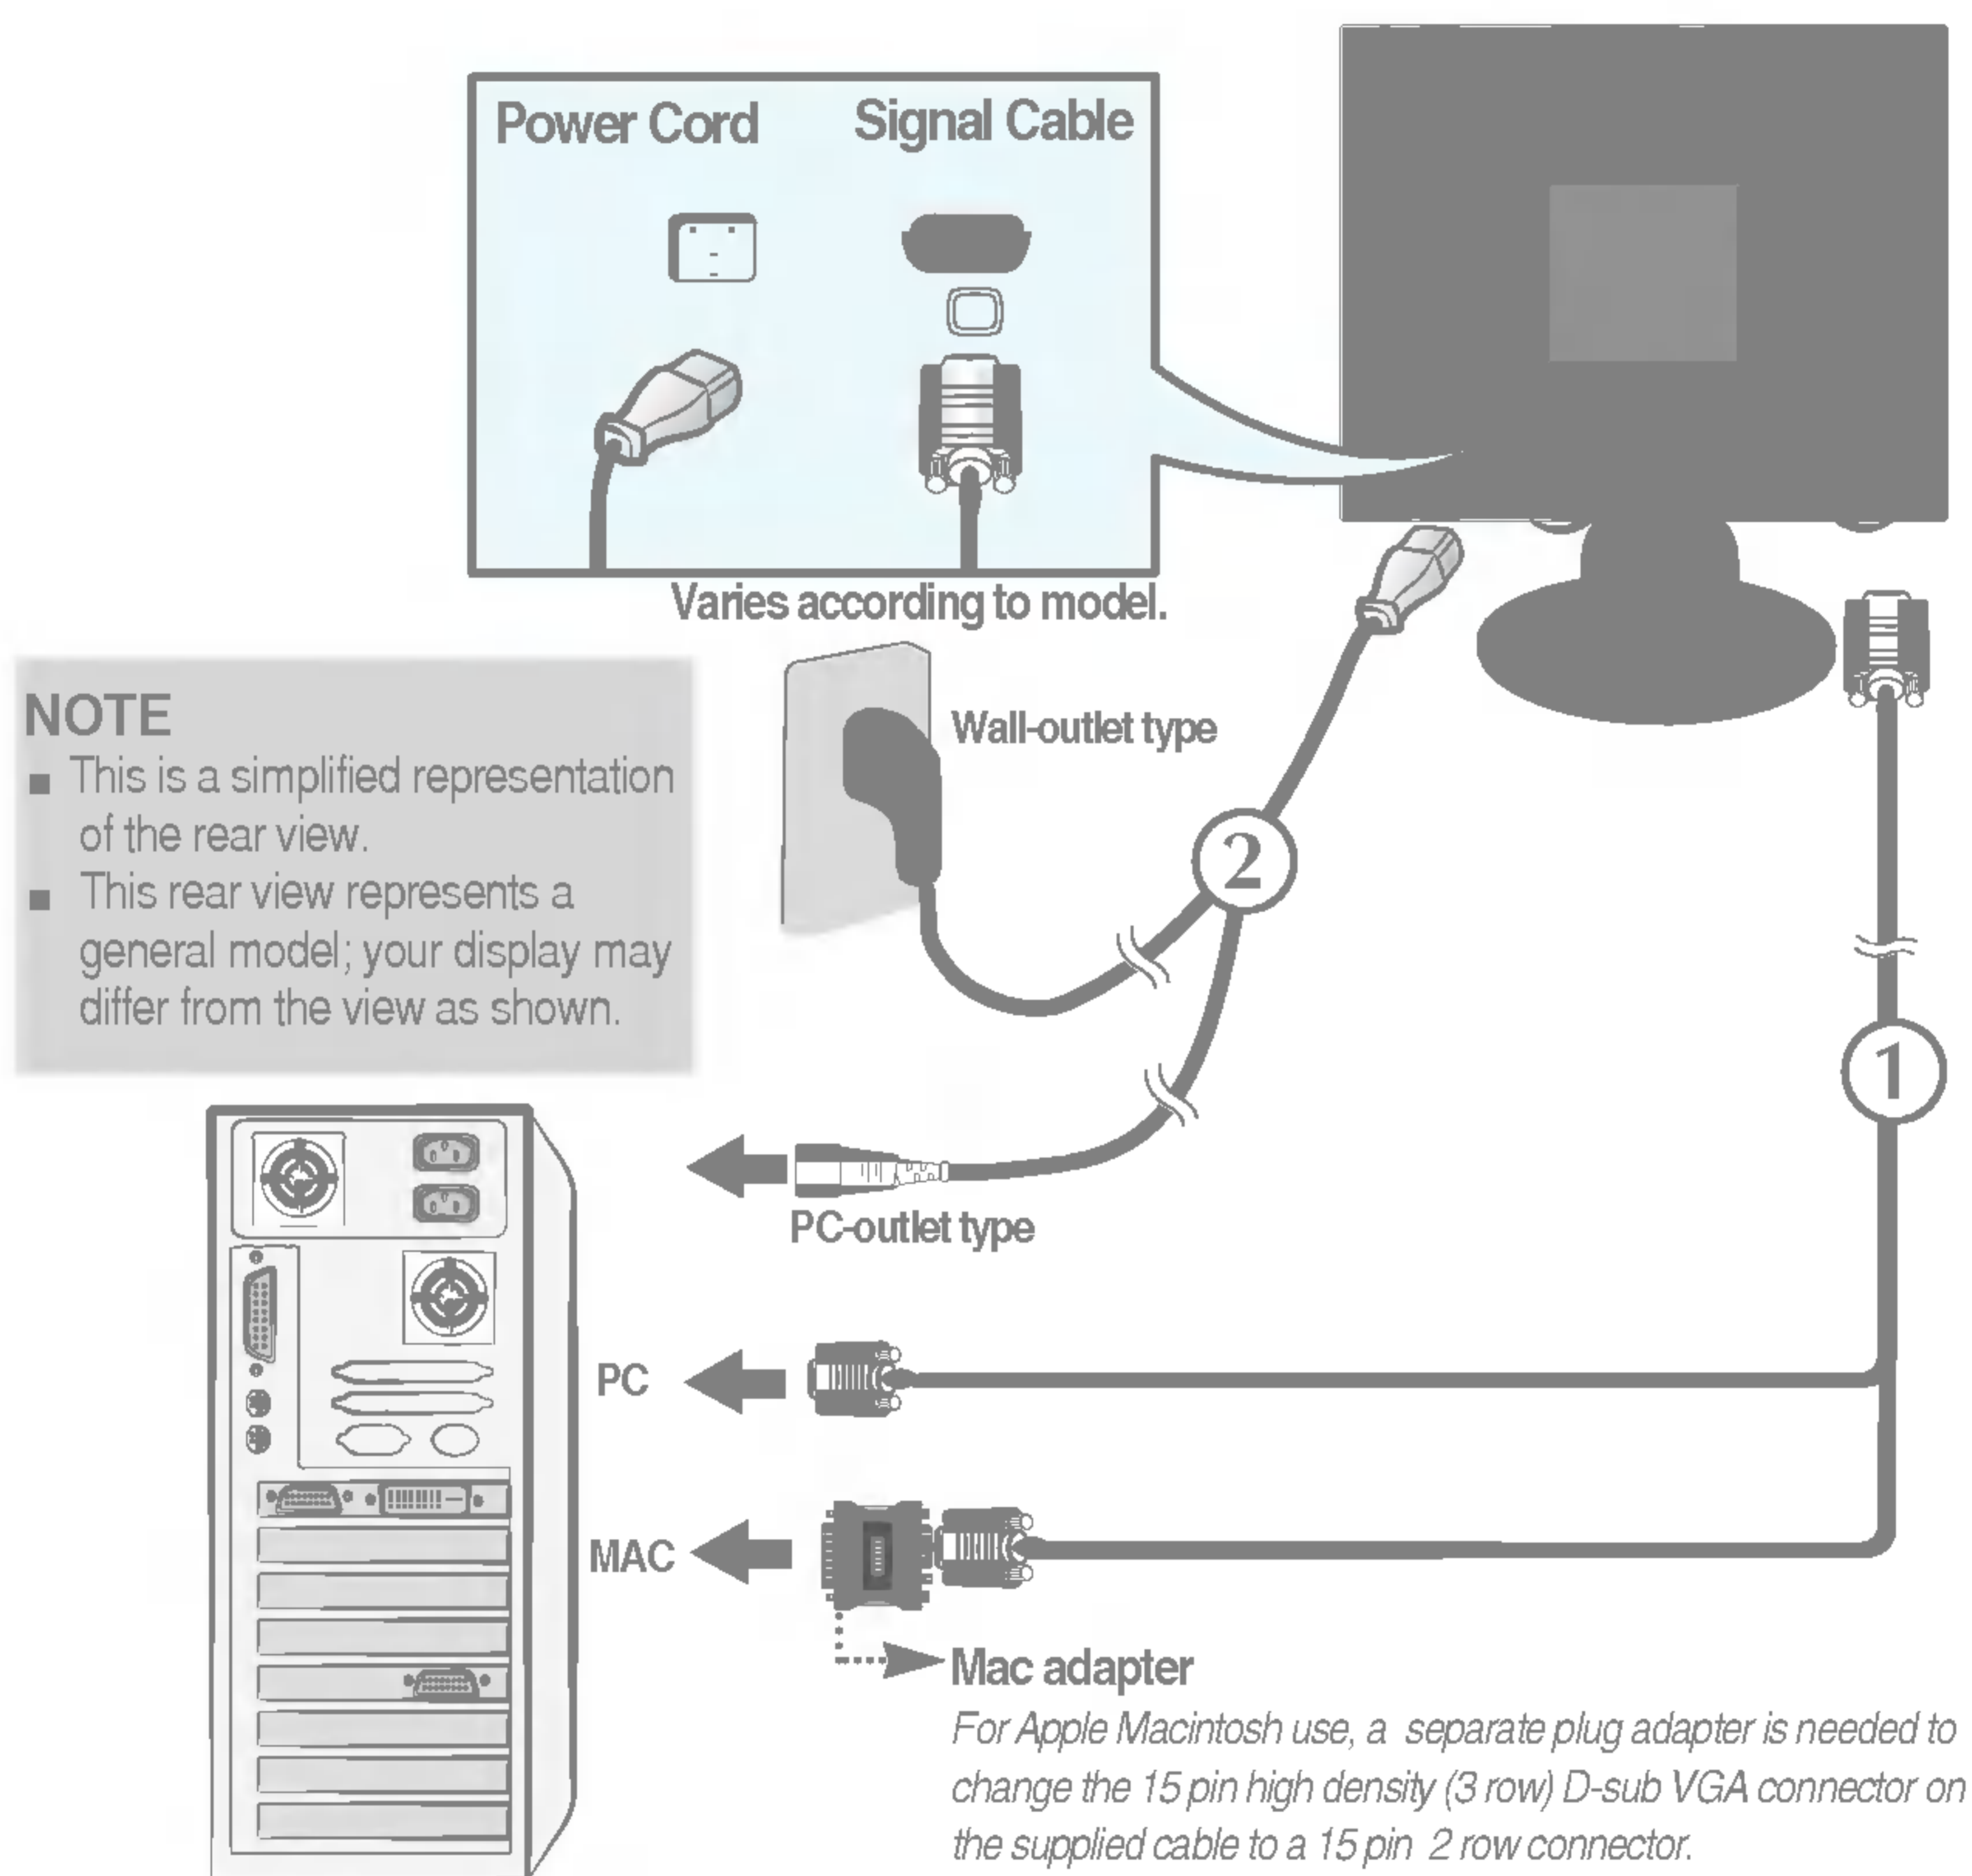 Power Cord
Signal Cable
Varies according to model.
NOTE
■ This is a simplified representation
of the rear view.
■ This rear view represents a
general model; your display may
differ from the view as shown.
Wall-outlet type
2
1
PC-outlet type
PC
MAC
Mac adapter
For Apple Macintosh use, a separate plug adapter is needed to
change the 15 pin high density (3 row) D-sub VGA connector on
the supplied cable to a 15 pin 2 row connector.